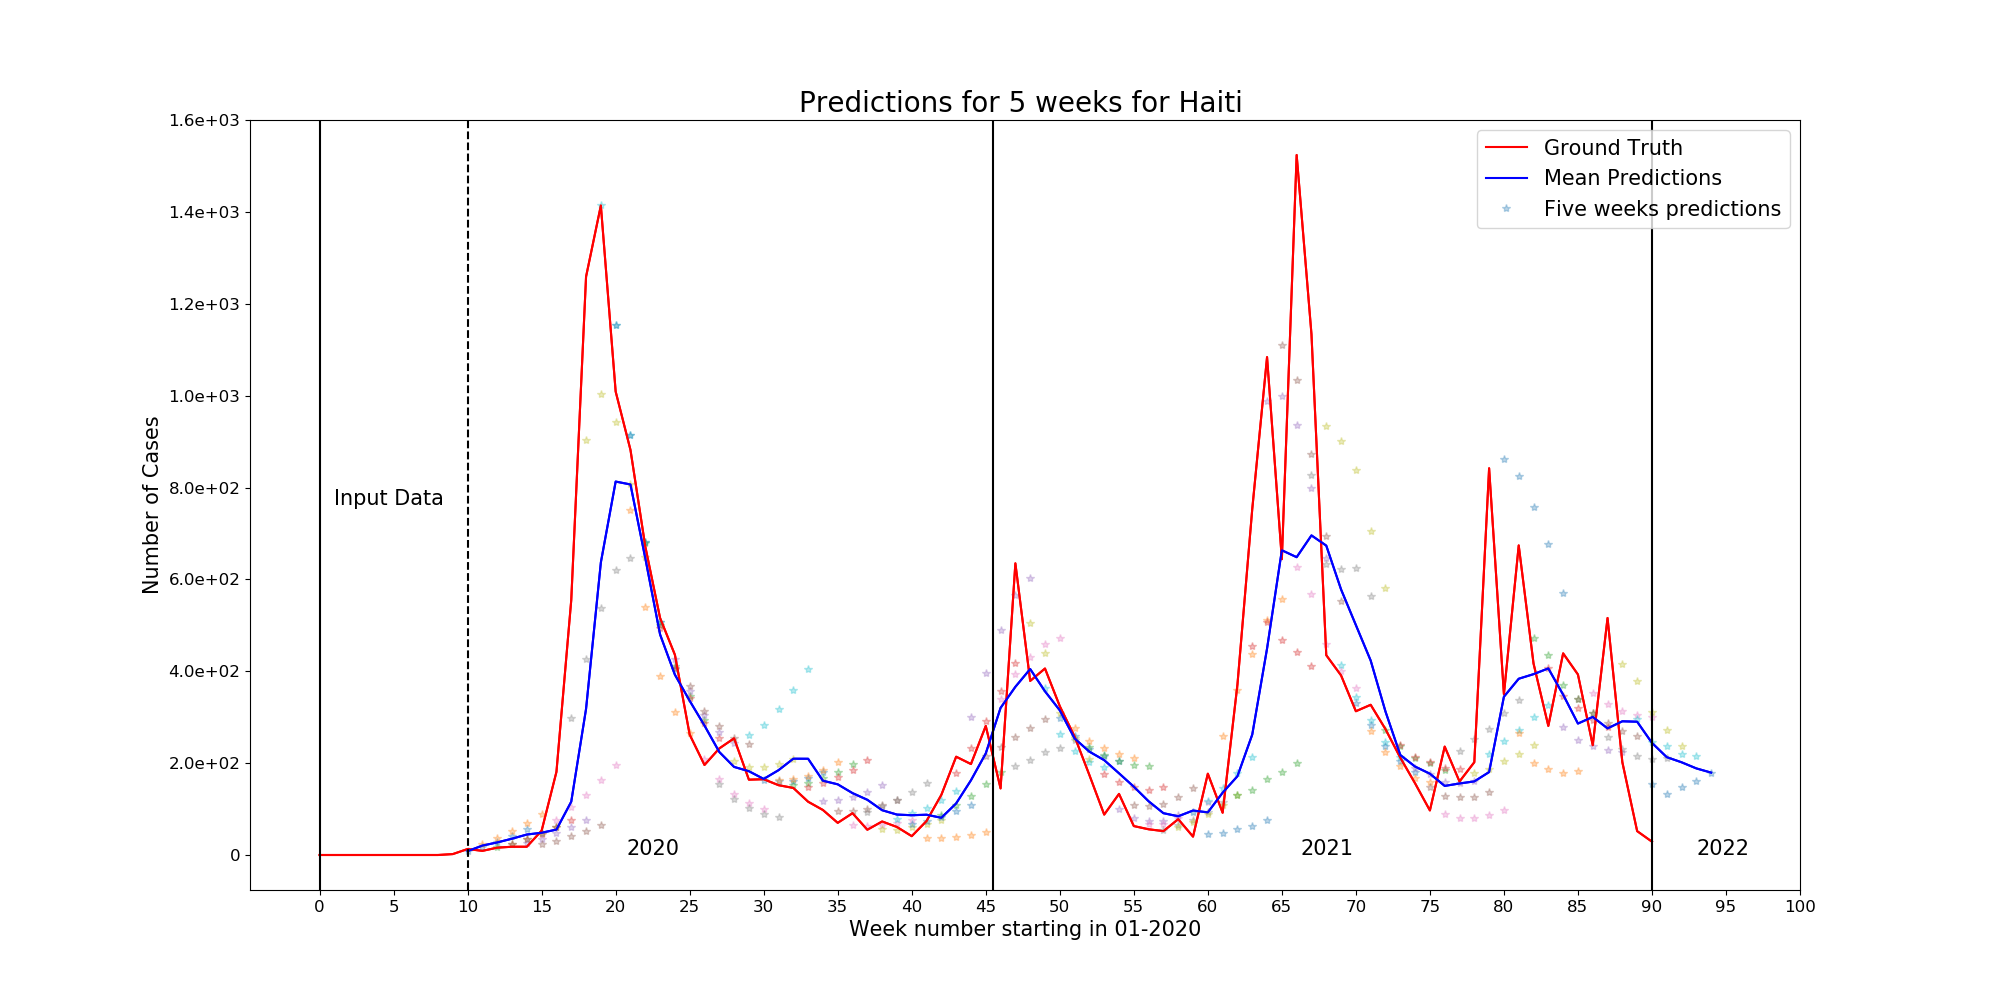 Predictions for 5 weeks for Haiti
1.6e+03
1.4e+03
1.2e+03
1.0e+03
8.0e+02
6.0e+02
4.0e+02
2.0e+02
0
Number of Cases
Ground Truth
Mean Predictions
Five weeks predictions
Input Data
2020
2021
2022
0 5 10 15 20 25 30 35 40 45 50 55 60 65 70 75 80 85 90 95 100
Week number starting in 01-2020